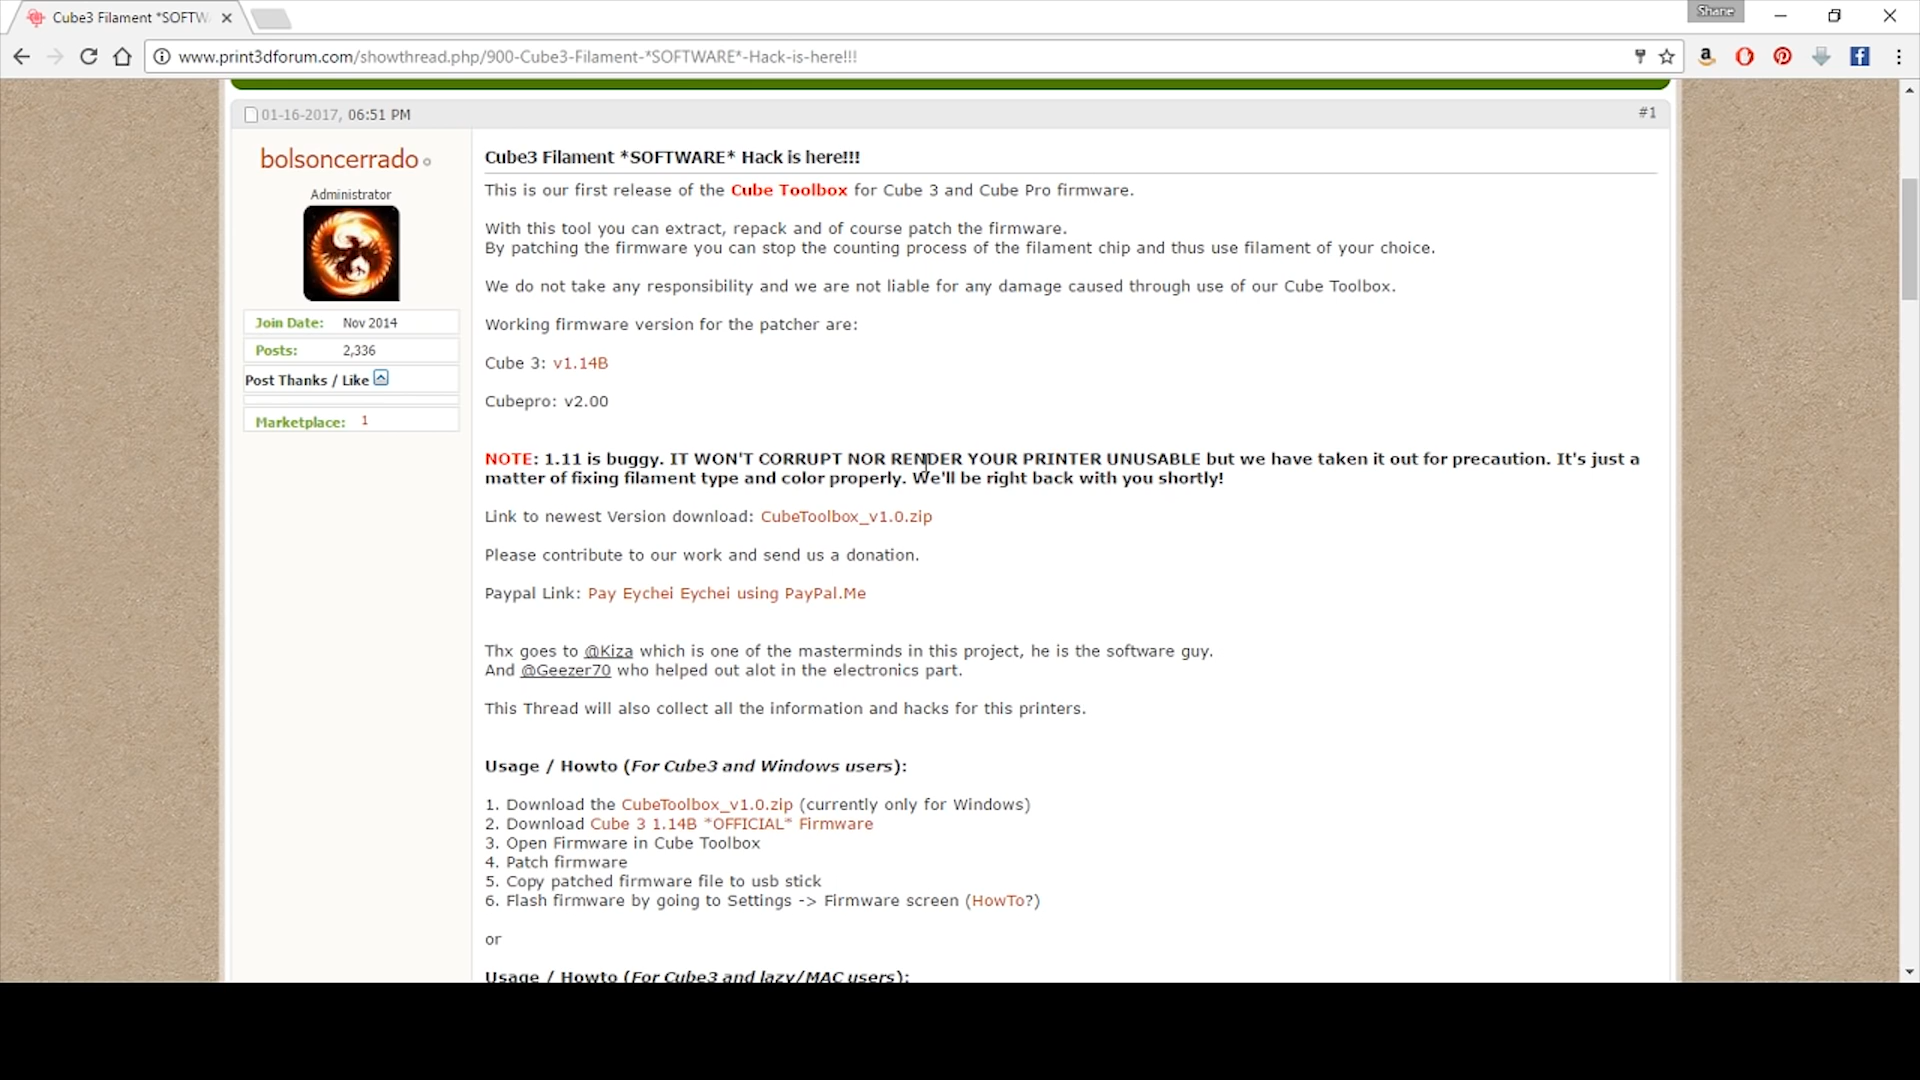 Cube3 Filament *SOFTW
Shane
www.print3dforum.com/showthread.php/900-Cube3-Filament-*SOFTWARE*-Hack-is-here!!!
01-16-2017, 06:51 PM
#1
bolsoncerrado
Administrator
Join Date: Nov 2014
Posts: 2,336
Post Thanks / Like
Marketplace: 1
Cube3 Filament *SOFTWARE* Hack is here!!!
This is our first release of the Cube Toolbox for Cube 3 and Cube Pro firmware.
With this tool you can extract, repack and of course patch the firmware.
By patching the firmware you can stop the counting process of the filament chip and thus use filament of your choice.
We do not take any responsibility and we are not liable for any damage caused through use of our Cube Toolbox.
Working firmware version for the patcher are:
Cube 3: v1.14B
Cubepro: v2.00
NOTE: 1.11 is buggy. IT WON'T CORRUPT NOR RENDER YOUR PRINTER UNUSABLE but we have taken it out for precaution. It's just a
matter of fixing filament type and color properly. We'll be right back with you shortly!
Link to newest Version download: CubeToolbox_v1.0.zip
Please contribute to our work and send us a donation.
Paypal Link: Pay Eychei Eychei using PayPal.Me
Thx goes to @Kiza which is one of the masterminds in this project, he is the software guy.
And @Geezer70 who helped out alot in the electronics part.
This Thread will also collect all the information and hacks for this printers.
Usage / Howto (For Cube3 and Windows users):
1. Download the CubeToolbox_v1.0.zip (currently only for Windows)
2. Download Cube 3 1.14B *OFFICIAL* Firmware
3. Open Firmware in Cube Toolbox
4. Patch firmware
5. Copy patched firmware file to usb stick
6. Flash firmware by going to Settings -> Firmware screen (HowTo?)
or
Usage / Howto (For Cube3 and lazy/MAC users):